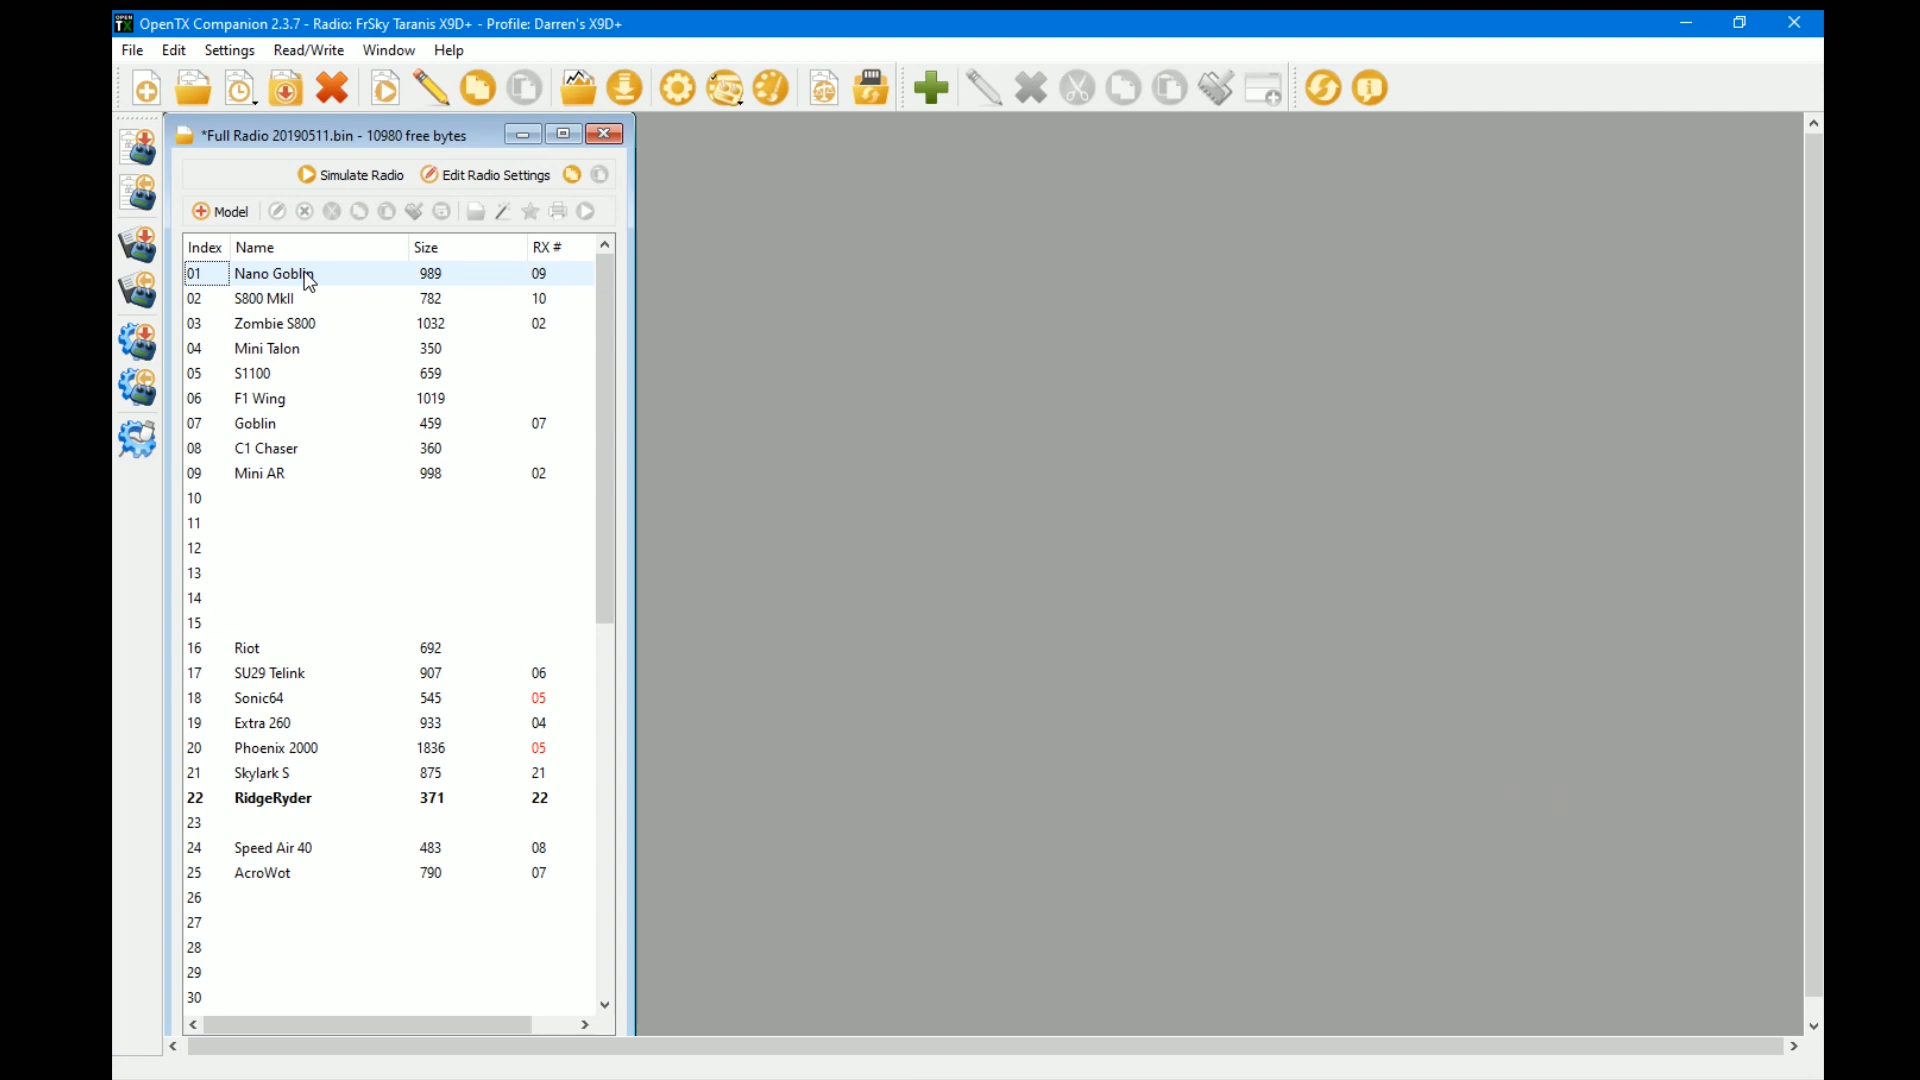 OpenTX Companion 2.3.7 - Radio: FrSky Taranis X9D+ - Profile: Darren's X9D+
File Edit Settings Read/Write Window Help
*Full Radio 20190511.bin - 10980 free bytes
Simulate Radio Edit Radio Settings
Model
Index Name Size RX #
01 Nano Goblin 989 09
02 S800 MkII 782 10
03 Zombie S800 1032 02
04 Mini Talon 350
05 S1100 659
06 F1 Wing 1019
07 Goblin 459 07
08 C1 Chaser 360
09 Mini AR 998 02
10
11
12
13
14
15
16 Riot 692
17 SU29 Telink 907 06
18 Sonic64 545 05
19 Extra 260 933 04
20 Phoenix 2000 1836 05
21 Skylark S 875 21
22 RidgeRyder 371 22
23
24 Speed Air 40 483 08
25 AcroWot 790 07
26
27
28
29
30